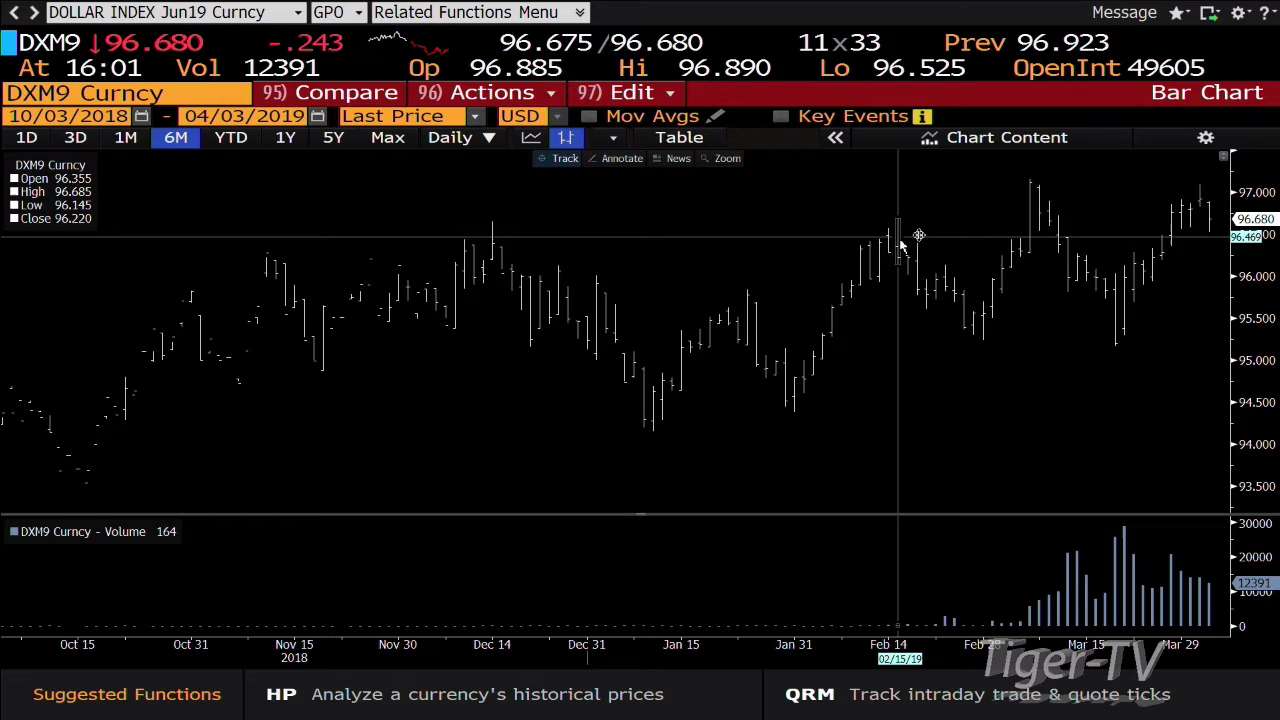 DOLLAR INDEX Jun19 Curncy GPO Related Functions Menu Message ?
DXM9 ↓96.680 -.243 96.675/96.680 11x33 Prev 96.923
At 16:01 Vol 12391 Op 96.885 Hi 96.890 Lo 96.525 OpenInt 49605
DXM9 Curncy 95) Compare 96) Actions 97) Edit Bar Chart
10/03/2018 - 04/03/2019 Last Price USD Mov Avgs Key Events i
1D 3D 1M 6M YTD 1Y 5Y Max Daily ▼ Table « Chart Content
Track Annotate News Zoom
DXM9 Curncy
Open 96.355
High 96.685
Low 96.145
Close 96.220
97.000
96.680
96.469
96.000
95.500
95.000
94.500
94.000
93.500
DXM9 Curncy - Volume 164
30000
20000
12391
10000
0
Oct 15 Oct 31 Nov 15 Nov 30 Dec 14 Dec 31 Jan 15 Jan 31 Feb 14 Feb 28 Mar 15 Mar 29
2018 02/15/19
Tiger-TV
Suggested Functions HP Analyze a currency's historical prices QRM Track intraday trade & quote ticks